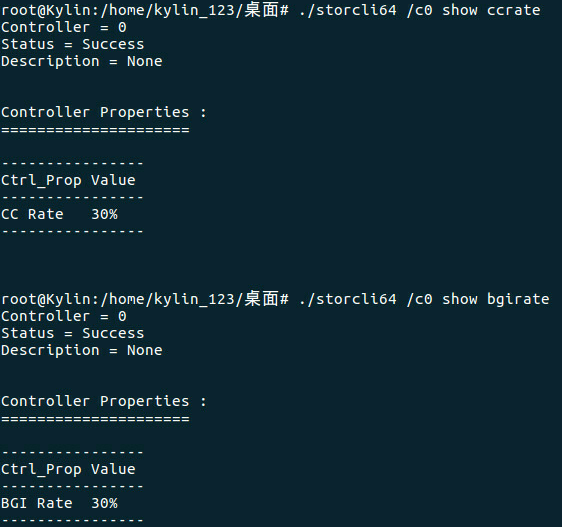 root@Kylin:/home/kylin_123/桌面# ./storcli64 /c0 show ccrate
Controller = 0
Status = Success
Description = None
Controller Properties :
=====================
----------------
Ctrl_Prop Value
----------------
CC Rate   30%
----------------
root@Kylin:/home/kylin_123/桌面# ./storcli64 /c0 show bgirate
Controller = 0
Status = Success
Description = None
Controller Properties :
=====================
----------------
Ctrl_Prop Value
----------------
BGI Rate  30%
----------------